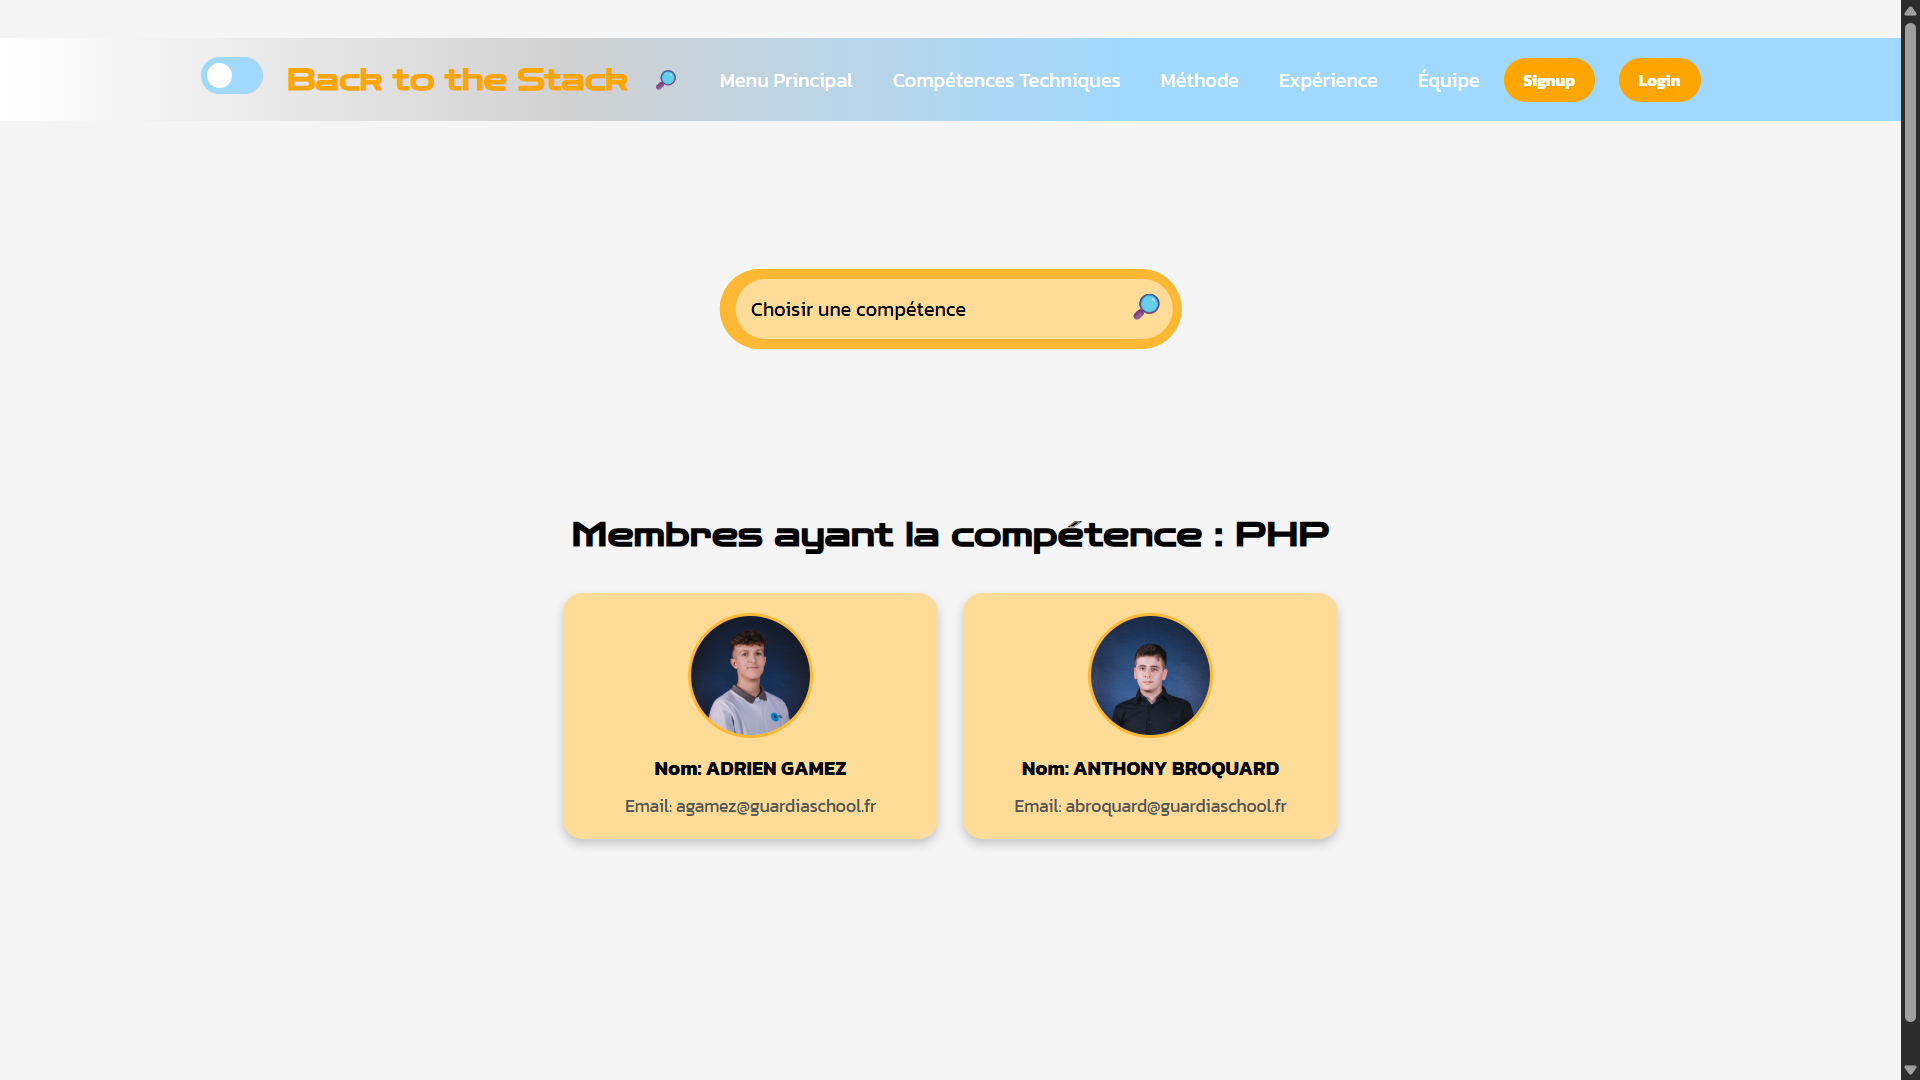 Back to the Stack
Menu Principal
Compétences Techniques
Méthode
Expérience
Équipe
Signup
Login
Choisir une compétence
Membres ayant la compétence : PHP
Nom: ADRIEN GAMEZ
Email: agamez@guardiaschool.fr
Nom: ANTHONY BROQUARD
Email: abroquard@guardiaschool.fr